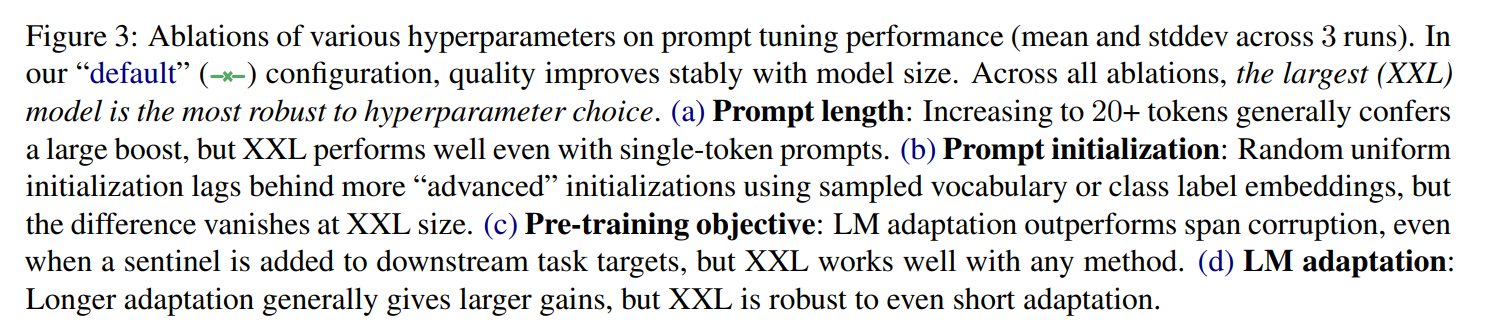 Figure 3: Ablations of various hyperparameters on prompt tuning performance (mean and stddev across 3 runs). In
our “default” (-×-) configuration, quality improves stably with model size. Across all ablations, the largest (XXL)
model is the most robust to hyperparameter choice. (a) Prompt length: Increasing to 20+ tokens generally confers
a large boost, but XXL performs well even with single-token prompts. (b) Prompt initialization: Random uniform
initialization lags behind more “advanced” initializations using sampled vocabulary or class label embeddings, but
the difference vanishes at XXL size. (c) Pre-training objective: LM adaptation outperforms span corruption, even
when a sentinel is added to downstream task targets, but XXL works well with any method. (d) LM adaptation:
Longer adaptation generally gives larger gains, but XXL is robust to even short adaptation.